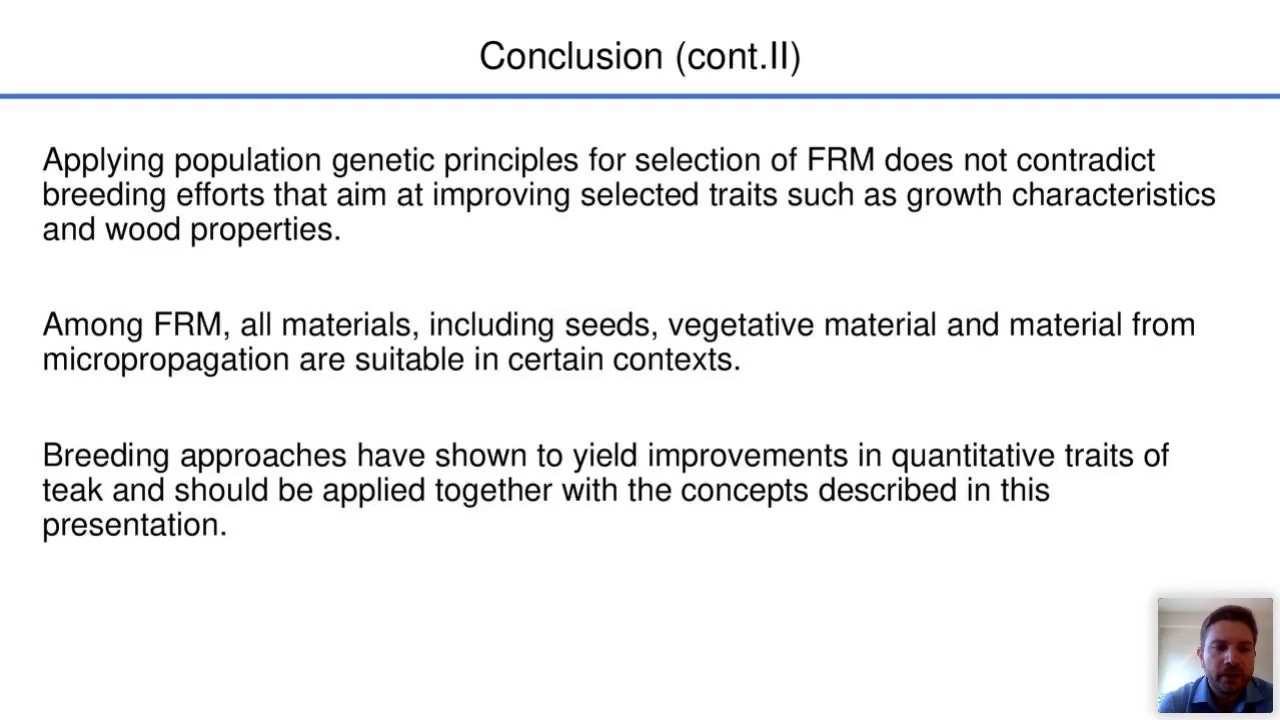 Conclusion (cont.II)
Applying population genetic principles for selection of FRM does not contradict
breeding efforts that aim at improving selected traits such as growth characteristics
and wood properties.
Among FRM, all materials, including seeds, vegetative material and material from
micropropagation are suitable in certain contexts.
Breeding approaches have shown to yield improvements in quantitative traits of
teak and should be applied together with the concepts described in this
presentation.